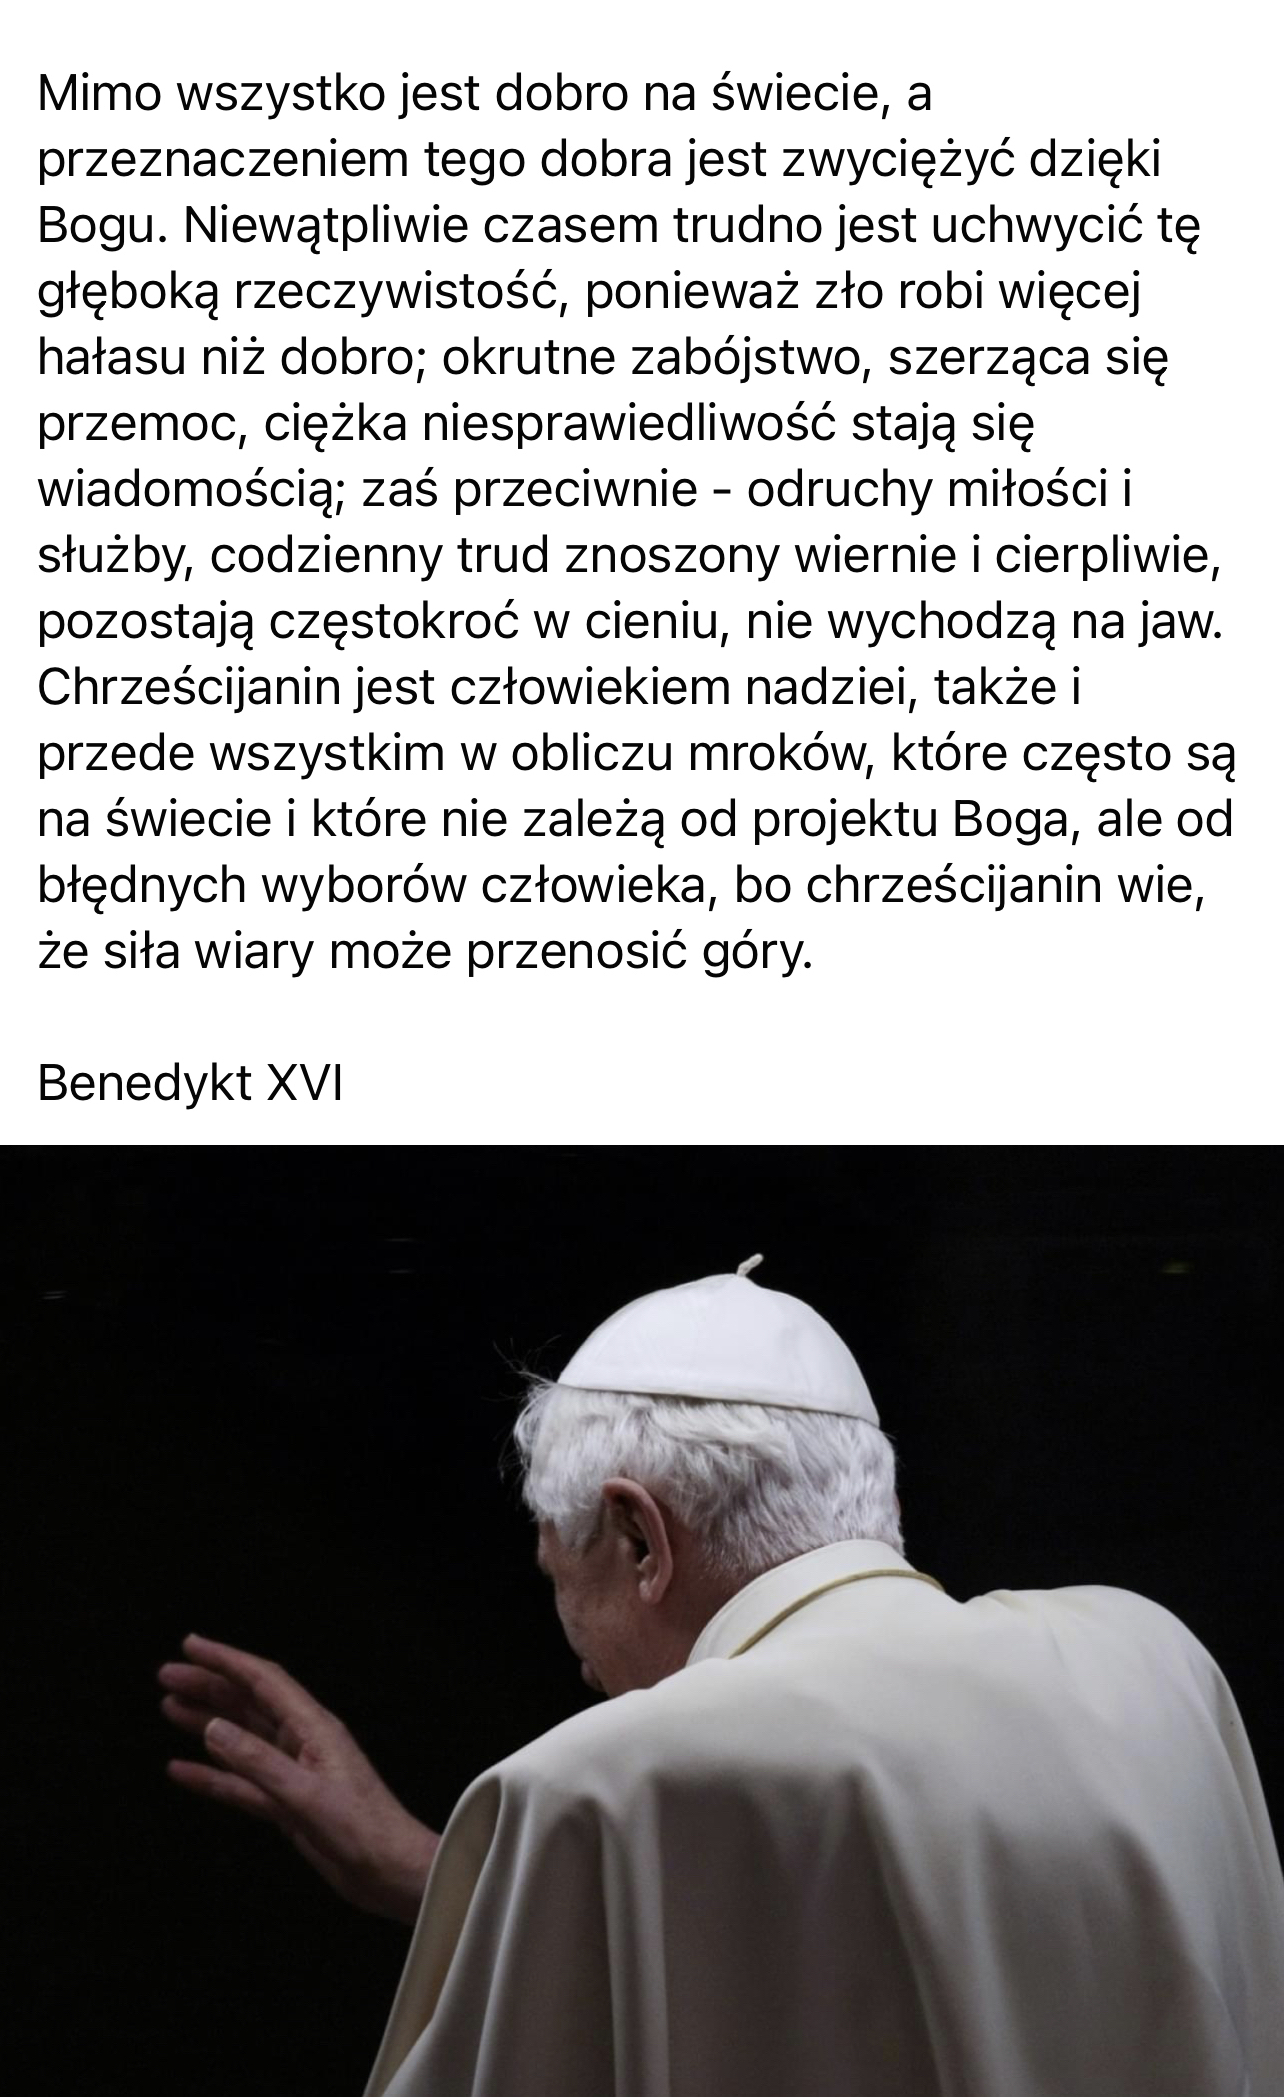 Mimo wszystko jest dobro na świecie, a
przeznaczeniem tego dobra jest zwyciężyć dzięki
Bogu. Niewątpliwie czasem trudno jest uchwycić tę
głęboką rzeczywistość, ponieważ zło robi więcej
hałasu niż dobro; okrutne zabójstwo, szerząca się
przemoc, ciężka niesprawiedliwość stają się
wiadomością; zaś przeciwnie - odruchy miłości i
służby, codzienny trud znoszony wiernie i cierpliwie,
pozostają częstokroć w cieniu, nie wychodzą na jaw.
Chrześcijanin jest człowiekiem nadziei, także i
przede wszystkim w obliczu mroków, które często są
na świecie i które nie zależą od projektu Boga, ale od
błędnych wyborów człowieka, bo chrześcijanin wie,
że siła wiary może przenosić góry.
Benedykt XVI